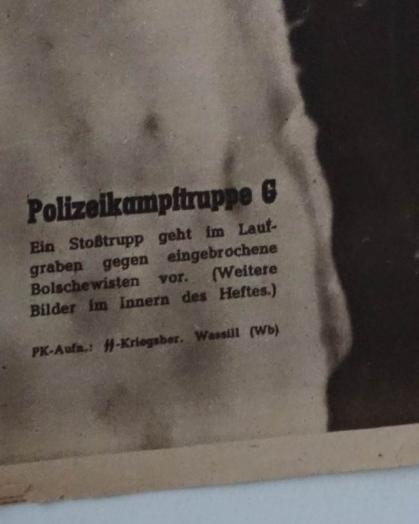 Polizeikampftruppe G
Ein Stoßtrupp geht im Lauf-
graben gegen eingebrochene
Bolschewisten vor. (Weitere
Bilder im Innern des Heftes.)
PK-Aufn.: ᛋᛋ-Kriegsber. Wassill (Wb)